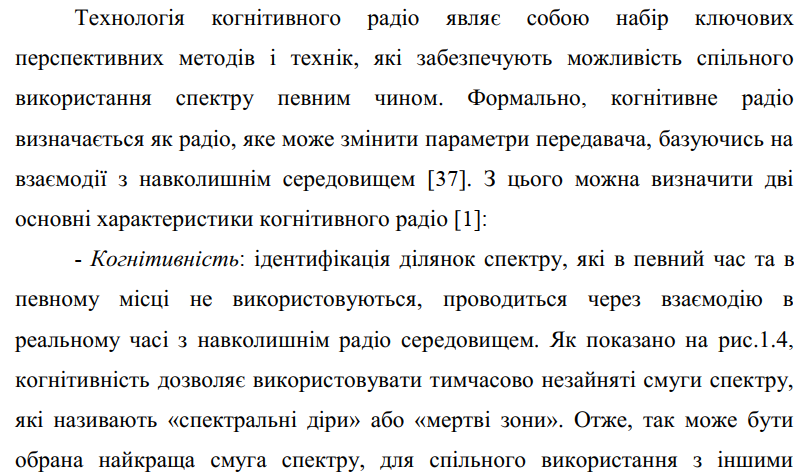 Технологія когнітивного радіо являє собою набір ключових
перспективних методів і технік, які забезпечують можливість спільного
використання спектру певним чином. Формально, когнітивне радіо
визначається як радіо, яке може змінити параметри передавача, базуючись на
взаємодії з навколишнім середовищем [37]. З цього можна визначити дві
основні характеристики когнітивного радіо [1]:
- Когнітивність: ідентифікація ділянок спектру, які в певний час та в
певному місці не використовуються, проводиться через взаємодію в
реальному часі з навколишнім радіо середовищем. Як показано на рис.1.4,
когнітивність дозволяє використовувати тимчасово незайняті смуги спектру,
які називають «спектральні діри» або «мертві зони». Отже, так може бути
обрана найкраща смуга спектру, для спільного використання з іншими